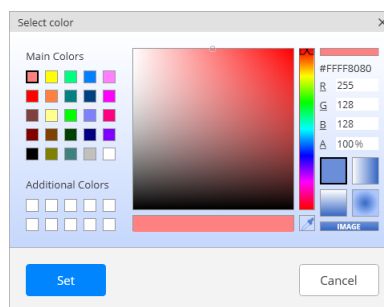 Select color
Main Colors
Additional Colors
#FFFF8080
R 255
G 128
B 128
A 100%
IMAGE
Set
Cancel